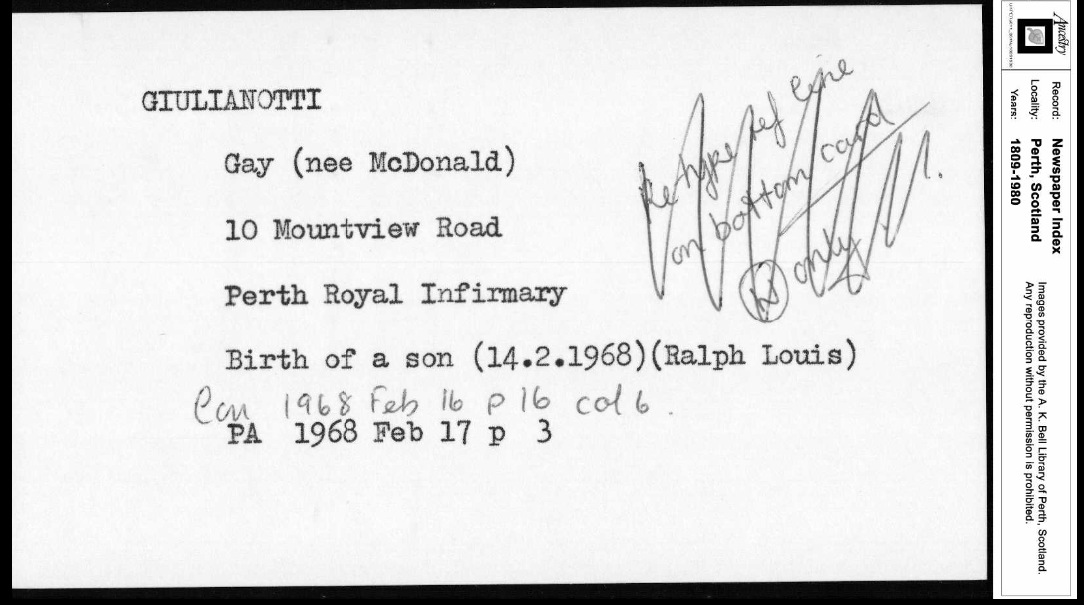 GIULIANOTTI
Gay (nee McDonald)
10 Mountview Road
Perth Royal Infirmary
Birth of a son (14.2.1968)(Ralph Louis)
1968 Feb 16 p 16 col 6.
PA 1968 Feb 17 p 3
Re-type ref line
on bottom card
only
Ancestry
Record: Newspaper Index
Locality: Perth, Scotland
Years: 1809-1980
Images provided by the A. K. Bell Library of Perth, Scotland.
Any reproduction without permission is prohibited.